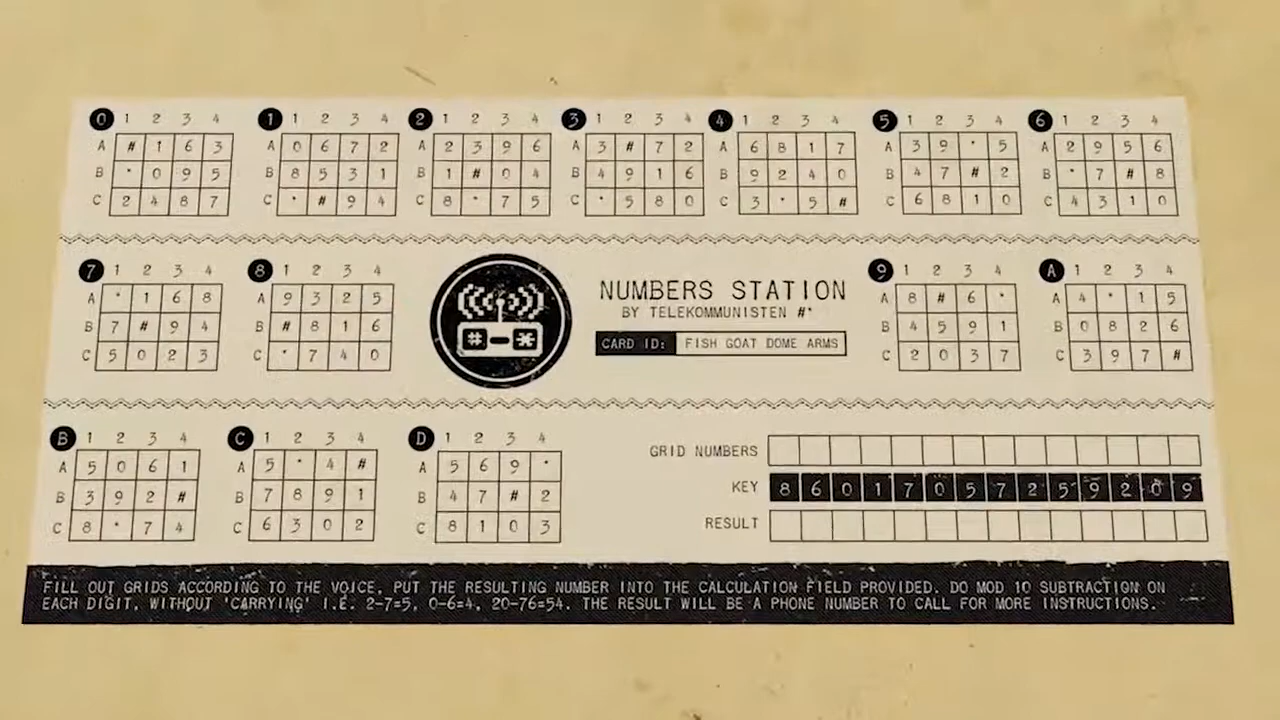 0 1 2 3 4 1 1 2 3 4 2 1 2 3 4 3 1 2 3 4 4 1 2 3 4 5 1 2 3 4 6 1 2 3 4
A # 1 6 3 A 0 6 7 2 A 2 3 9 6 A 3 # 7 2 A 6 8 1 7 A 3 9 * 5 A 2 9 5 6
B * 0 9 5 B 8 5 3 1 B 1 # 0 4 B 4 9 1 6 B 9 2 4 0 B 4 7 # 2 B * 7 # 8
C 2 4 8 7 C * # 9 4 C 8 * 7 5 C * 5 8 0 C 3 * 5 # C 6 8 1 0 C 4 3 1 0
7 1 2 3 4 8 1 2 3 4 9 1 2 3 4 A 1 2 3 4
A * 1 6 8 A 9 3 2 5 A 8 # 6 * A 4 * 1 5
B 7 # 9 4 B # 8 1 6 B 4 5 9 1 B 0 8 2 6
C 5 0 2 3 C * 7 4 0 C 2 0 3 7 C 3 9 7 #
NUMBERS STATION
BY TELEKOMMUNISTEN #*
CARD ID: FISH GOAT DOME ARMS
B 1 2 3 4 C 1 2 3 4 D 1 2 3 4
A 5 0 6 1 A 5 * 4 # A 5 6 9 *
B 3 9 2 # B 7 8 9 1 B 4 7 # 2
C 8 * 7 4 C 6 3 0 2 C 8 1 0 3
GRID NUMBERS
KEY 8 6 0 1 7 0 5 7 2 5 9 2 0 9
RESULT
FILL OUT GRIDS ACCORDING TO THE VOICE, PUT THE RESULTING NUMBER INTO THE CALCULATION FIELD PROVIDED. DO MOD 10 SUBTRACTION ON
EACH DIGIT, WITHOUT 'CARRYING' I.E. 2-7=5, 0-6=4, 20-76=54. THE RESULT WILL BE A PHONE NUMBER TO CALL FOR MORE INSTRUCTIONS.